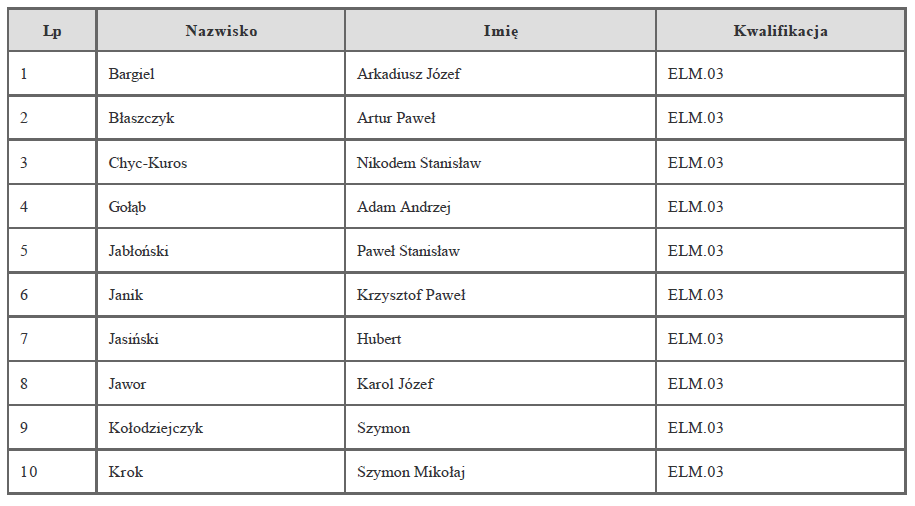 Lp Nazwisko Imię Kwalifikacja
1 Bargiel Arkadiusz Józef ELM.03
2 Błaszczyk Artur Paweł ELM.03
3 Chyc-Kuros Nikodem Stanisław ELM.03
4 Gołąb Adam Andrzej ELM.03
5 Jabłoński Paweł Stanisław ELM.03
6 Janik Krzysztof Paweł ELM.03
7 Jasiński Hubert ELM.03
8 Jawor Karol Józef ELM.03
9 Kołodziejczyk Szymon ELM.03
10 Krok Szymon Mikołaj ELM.03